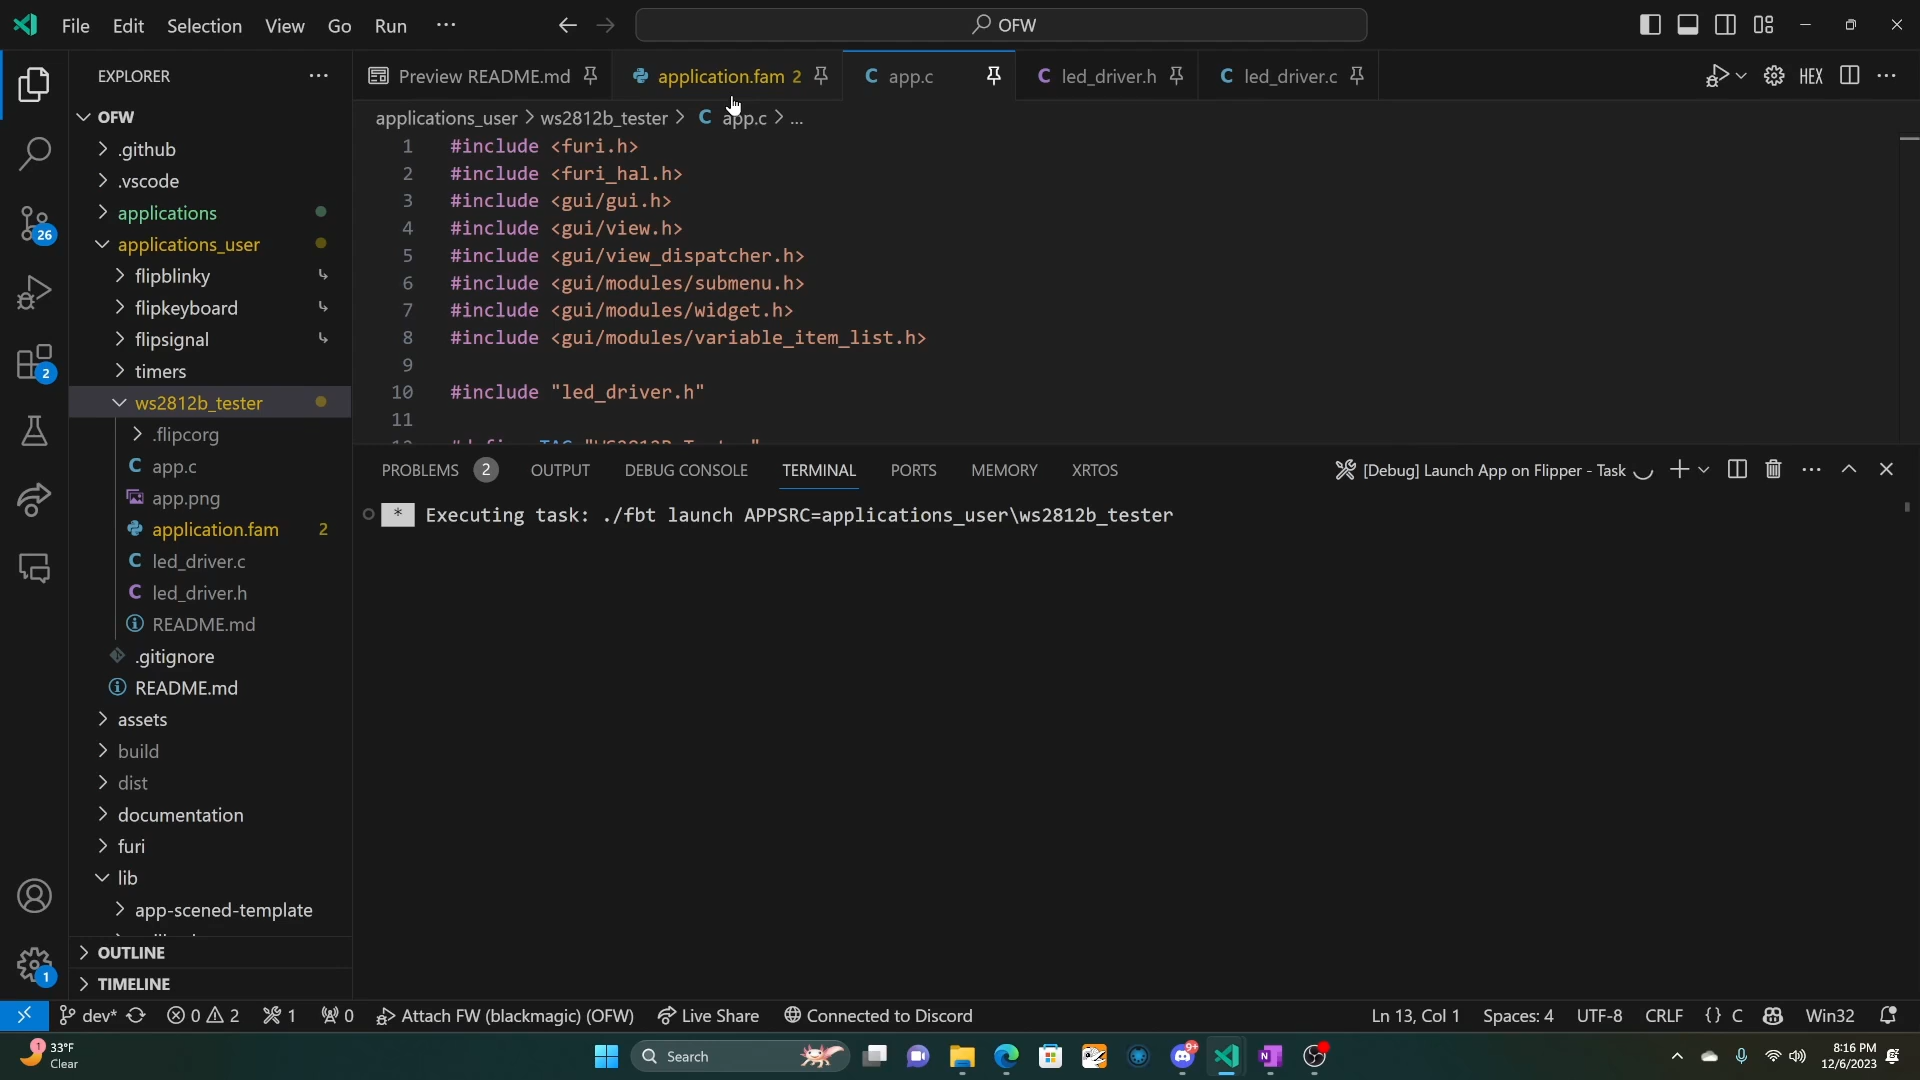 File Edit Selection View Go Run ··· OFW
EXPLORER ···
Preview README.md application.fam 2 app.c led_driver.h led_driver.c HEX ···
OFW
applications_user > ws2812b_tester > C app.c > ...
.github
.vscode
applications
applications_user
flipblinky
flipkeyboard
flipsignal
timers
ws2812b_tester
.flipcorg
app.c
app.png
application.fam 2
led_driver.c
led_driver.h
README.md
.gitignore
README.md
assets
build
dist
documentation
furi
lib
app-scened-template
OUTLINE
TIMELINE
26
2
1
1 #include <furi.h>
2 #include <furi_hal.h>
3 #include <gui/gui.h>
4 #include <gui/view.h>
5 #include <gui/view_dispatcher.h>
6 #include <gui/modules/submenu.h>
7 #include <gui/modules/widget.h>
8 #include <gui/modules/variable_item_list.h>
9
10 #include "led_driver.h"
11
PROBLEMS 2 OUTPUT DEBUG CONSOLE TERMINAL PORTS MEMORY XRTOS [Debug] Launch App on Flipper - Task ···
* Executing task: ./fbt launch APPSRC=applications_user\ws2812b_tester
dev* 0 2 1 0 Attach FW (blackmagic) (OFW) Live Share Connected to Discord Ln 13, Col 1 Spaces: 4 UTF-8 CRLF {} C Win32
1 33°F
Clear
Search
9+
8:16 PM
12/6/2023